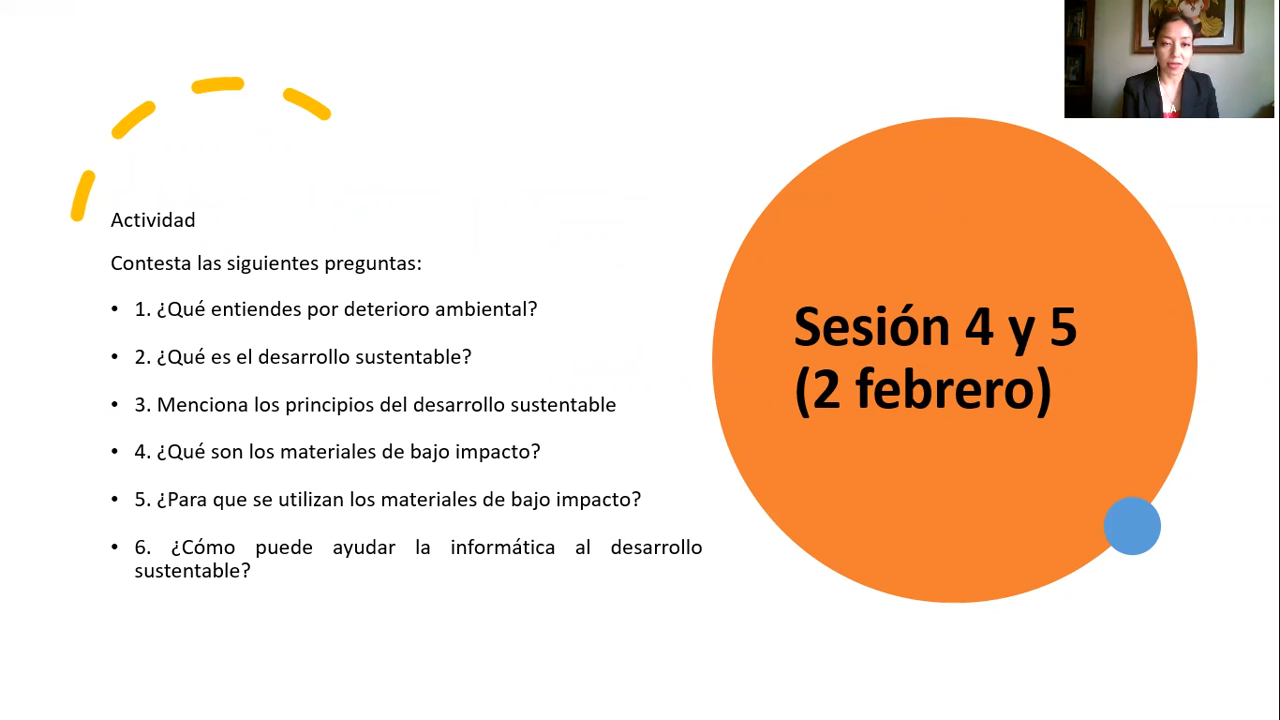 Actividad
Contesta las siguientes preguntas:
• 1. ¿Qué entiendes por deterioro ambiental?
• 2. ¿Qué es el desarrollo sustentable?
• 3. Menciona los principios del desarrollo sustentable
• 4. ¿Qué son los materiales de bajo impacto?
• 5. ¿Para que se utilizan los materiales de bajo impacto?
• 6. ¿Cómo puede ayudar la informática al desarrollo
sustentable?
Sesión 4 y 5
(2 febrero)